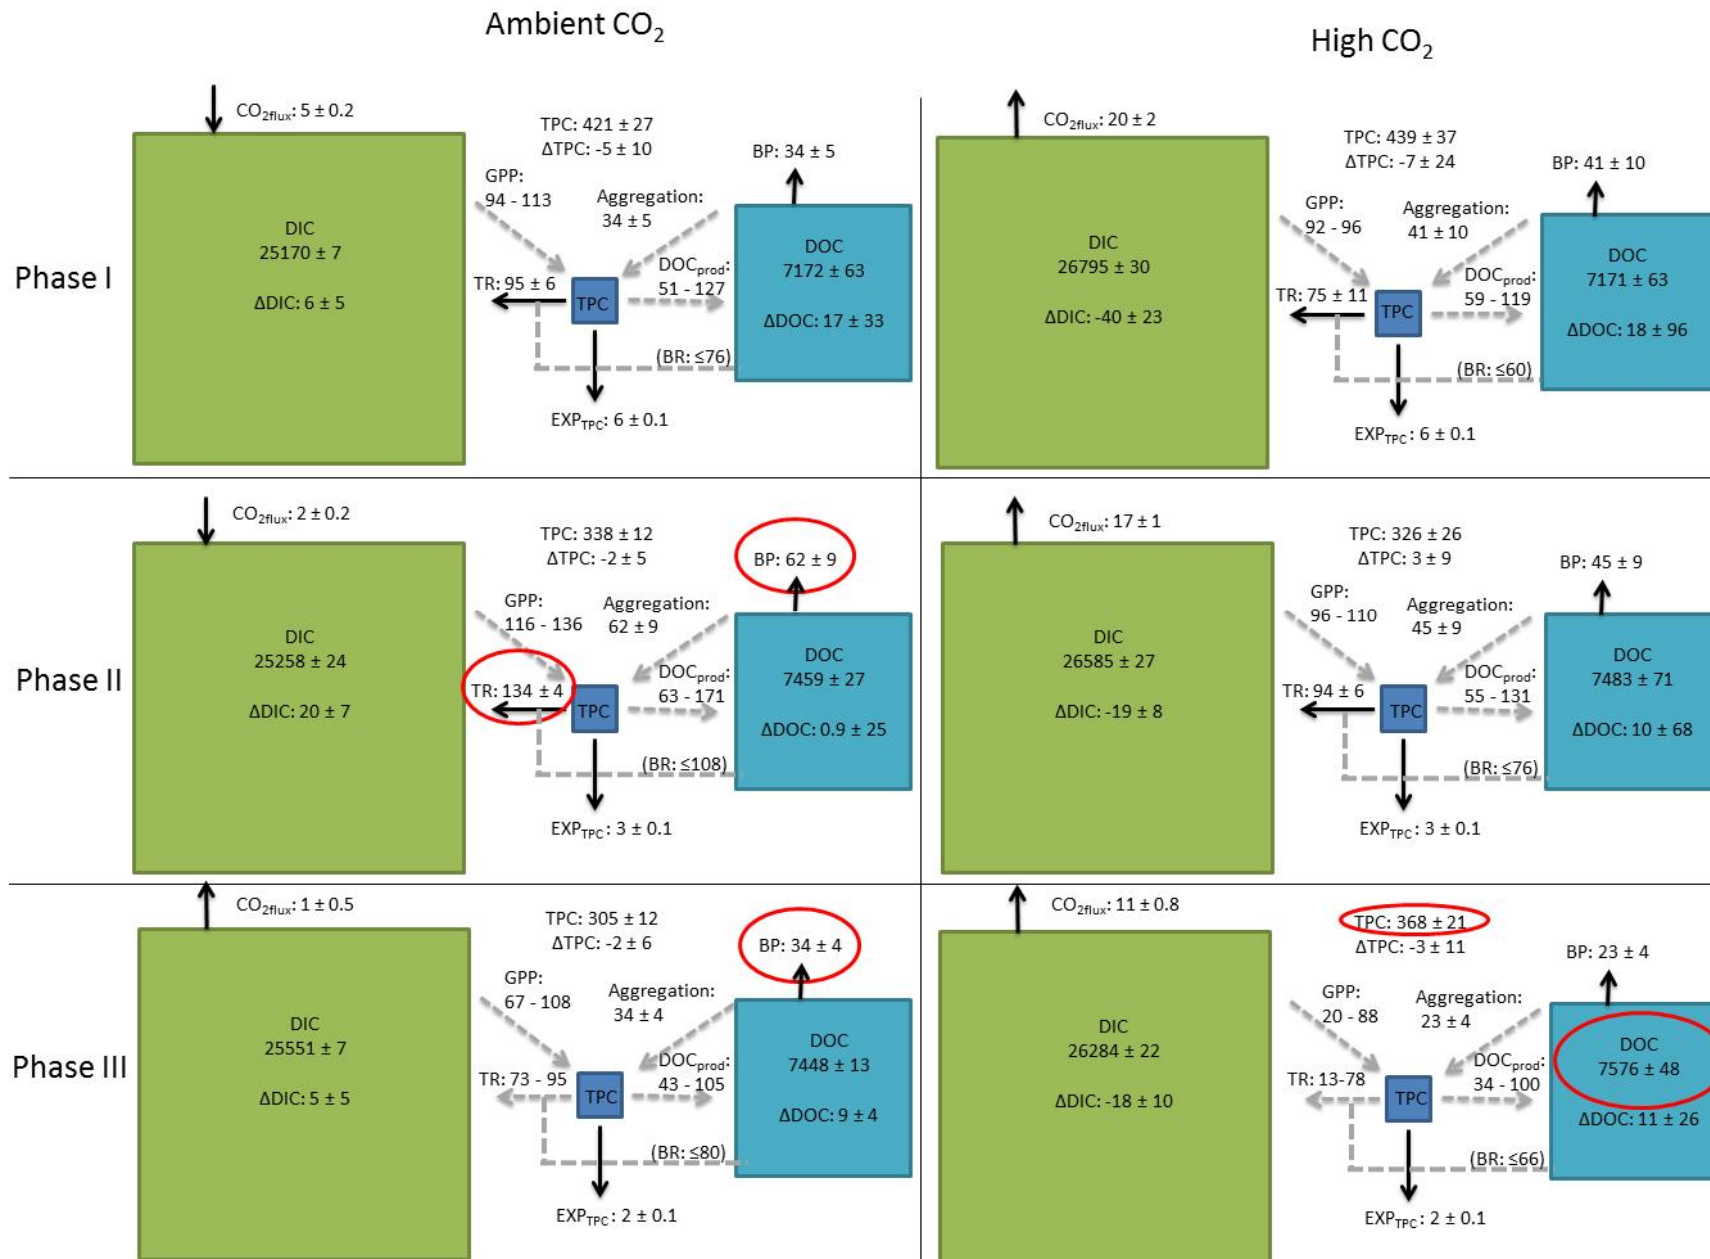 Ambient CO2
High CO2
Phase I
CO2flux: 5 ± 0.2
TPC: 421 ± 27
ΔTPC: -5 ± 10
BP: 34 ± 5
GPP:
94 - 113
Aggregation:
34 ± 5
DIC
25170 ± 7
ΔDIC: 6 ± 5
TR: 95 ± 6
TPC
DOCprod:
51 - 127
DOC
7172 ± 63
ΔDOC: 17 ± 33
(BR: ≤76)
EXPTPC: 6 ± 0.1
CO2flux: 20 ± 2
TPC: 439 ± 37
ΔTPC: -7 ± 24
BP: 41 ± 10
GPP:
92 - 96
Aggregation:
41 ± 10
DIC
26795 ± 30
ΔDIC: -40 ± 23
TR: 75 ± 11
TPC
DOCprod:
59 - 119
DOC
7171 ± 63
ΔDOC: 18 ± 96
(BR: ≤60)
EXPTPC: 6 ± 0.1
Phase II
CO2flux: 2 ± 0.2
TPC: 338 ± 12
ΔTPC: -2 ± 5
BP: 62 ± 9
GPP:
116 - 136
Aggregation:
62 ± 9
DIC
25258 ± 24
ΔDIC: 20 ± 7
TR: 134 ± 4
TPC
DOCprod:
63 - 171
DOC
7459 ± 27
ΔDOC: 0.9 ± 25
(BR: ≤108)
EXPTPC: 3 ± 0.1
CO2flux: 17 ± 1
TPC: 326 ± 26
ΔTPC: 3 ± 9
BP: 45 ± 9
GPP:
96 - 110
Aggregation:
45 ± 9
DIC
26585 ± 27
ΔDIC: -19 ± 8
TR: 94 ± 6
TPC
DOCprod:
55 - 131
DOC
7483 ± 71
ΔDOC: 10 ± 68
(BR: ≤76)
EXPTPC: 3 ± 0.1
Phase III
CO2flux: 1 ± 0.5
TPC: 305 ± 12
ΔTPC: -2 ± 6
BP: 34 ± 4
GPP:
67 - 108
Aggregation:
34 ± 4
DIC
25551 ± 7
ΔDIC: 5 ± 5
TR: 73 - 95
TPC
DOCprod:
43 - 105
DOC
7448 ± 13
ΔDOC: 9 ± 4
(BR: ≤80)
EXPTPC: 2 ± 0.1
CO2flux: 11 ± 0.8
TPC: 368 ± 21
ΔTPC: -3 ± 11
BP: 23 ± 4
GPP:
20 - 88
Aggregation:
23 ± 4
DIC
26284 ± 22
ΔDIC: -18 ± 10
TR: 13-78
TPC
DOCprod:
34 - 100
DOC
7576 ± 48
ΔDOC: 11 ± 26
(BR: ≤66)
EXPTPC: 2 ± 0.1